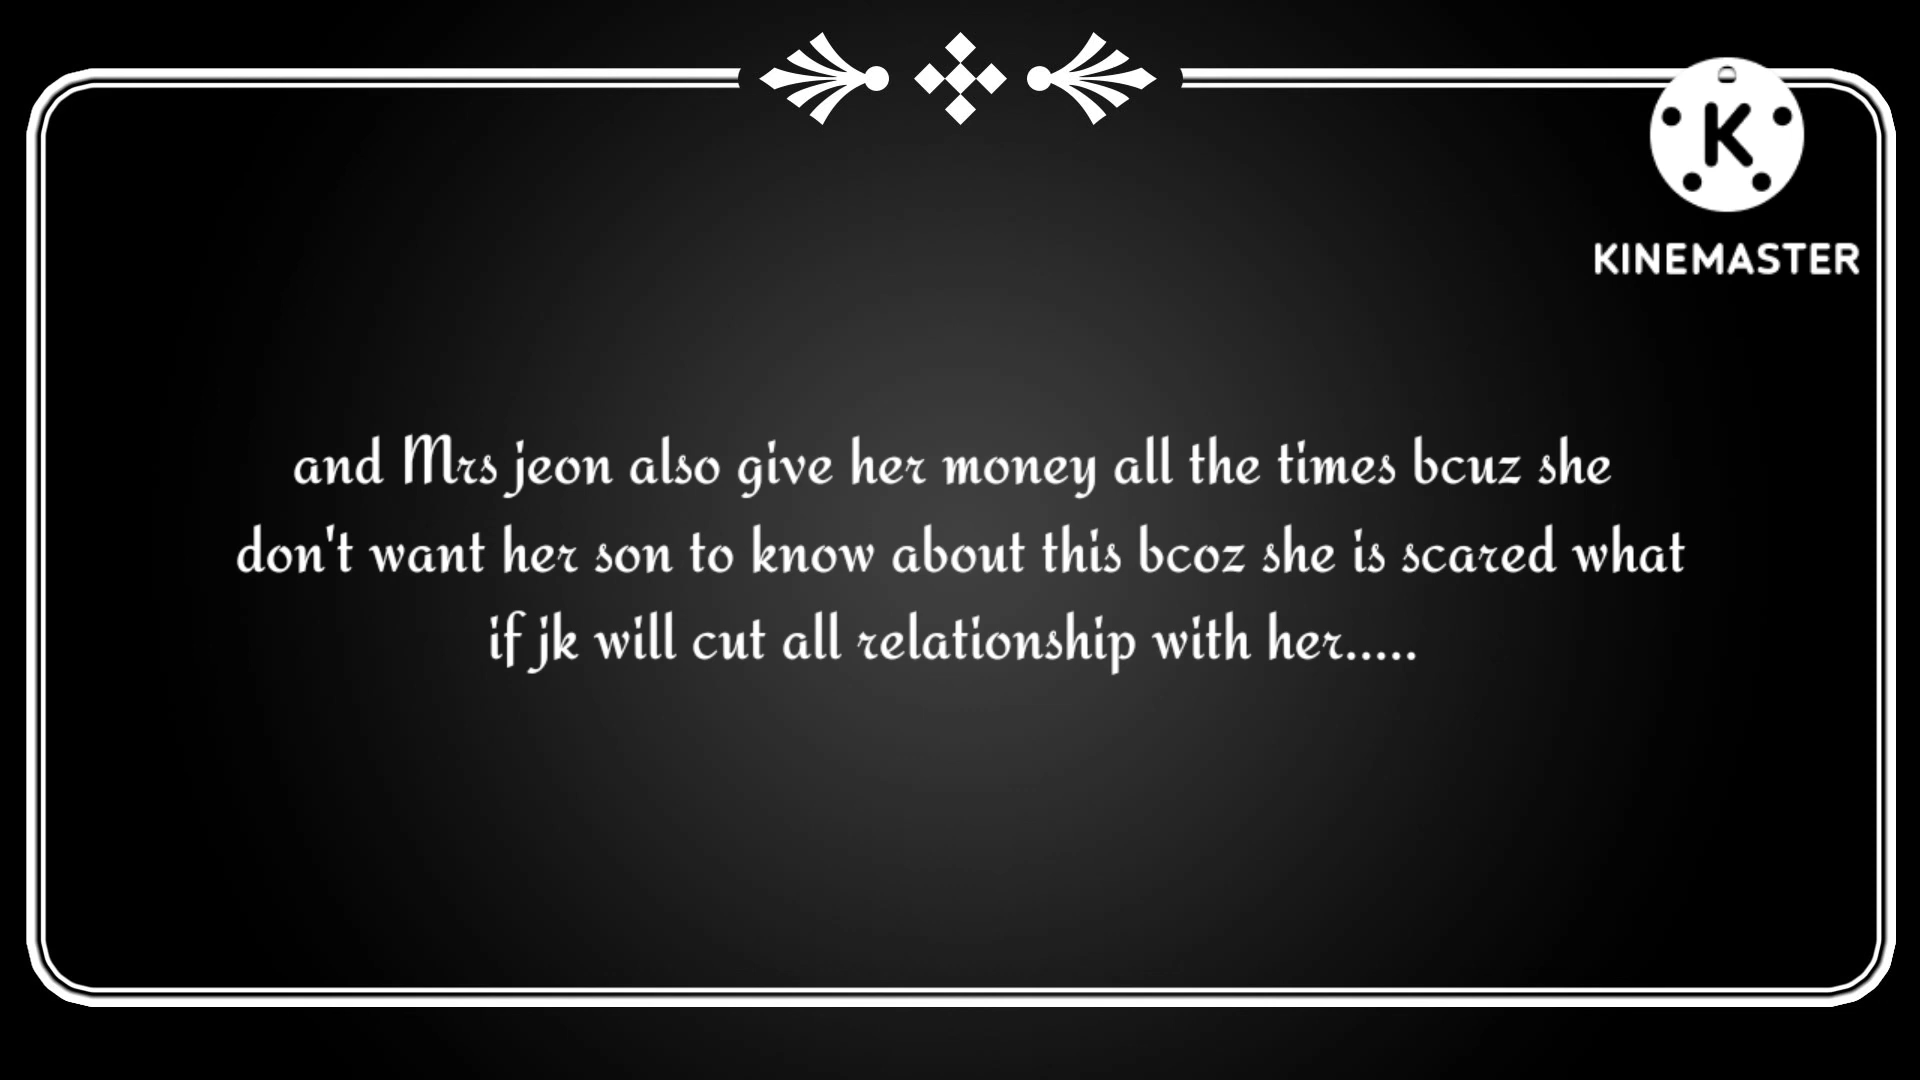 K
KINEMASTER
and Mrs jeon also give her money all the times bcuz she
don't want her son to know about this bcoz she is scared what
if jk will cut all relationship with her.....